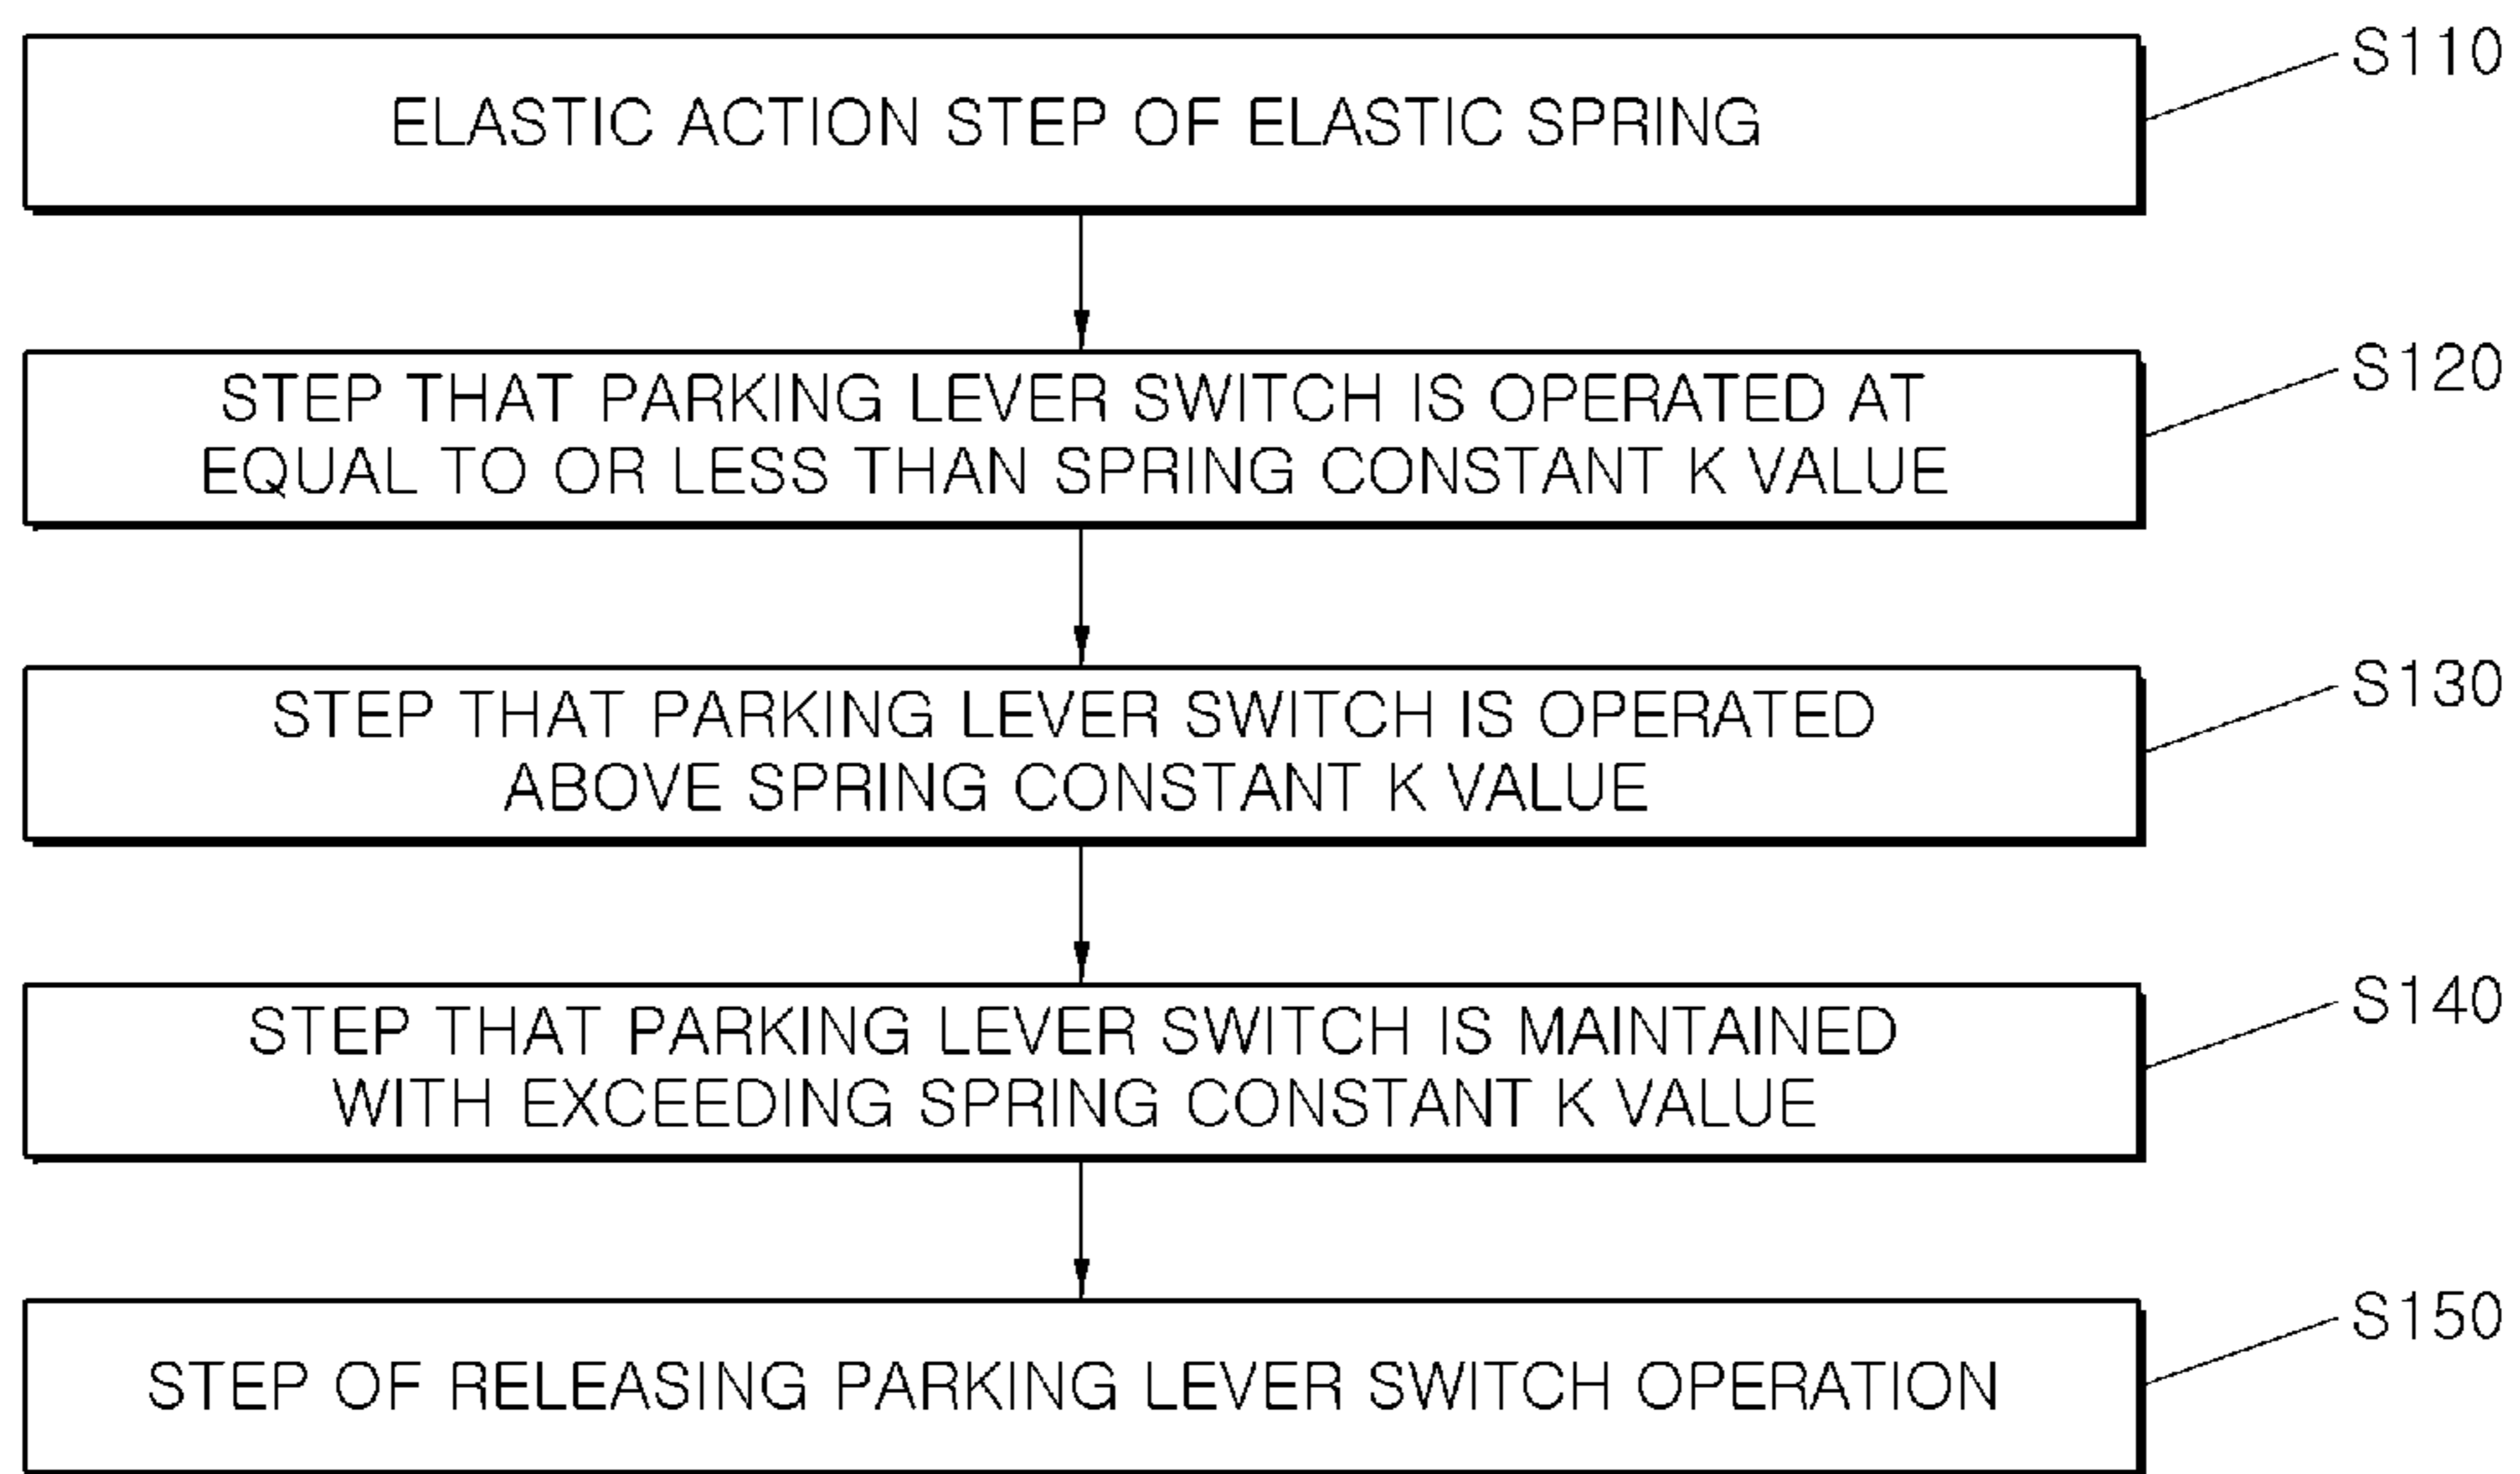 S110
ELASTIC ACTION STEP OF ELASTIC SPRING
S120
STEP THAT PARKING LEVER SWITCH IS OPERATED AT
EQUAL TO OR LESS THAN SPRING CONSTANT K VALUE
S130
STEP THAT PARKING LEVER SWITCH IS OPERATED
ABOVE SPRING CONSTANT K VALUE
S140
STEP THAT PARKING LEVER SWITCH IS MAINTAINED
WITH EXCEEDING SPRING CONSTANT K VALUE
S150
STEP OF RELEASING PARKING LEVER SWITCH OPERATION